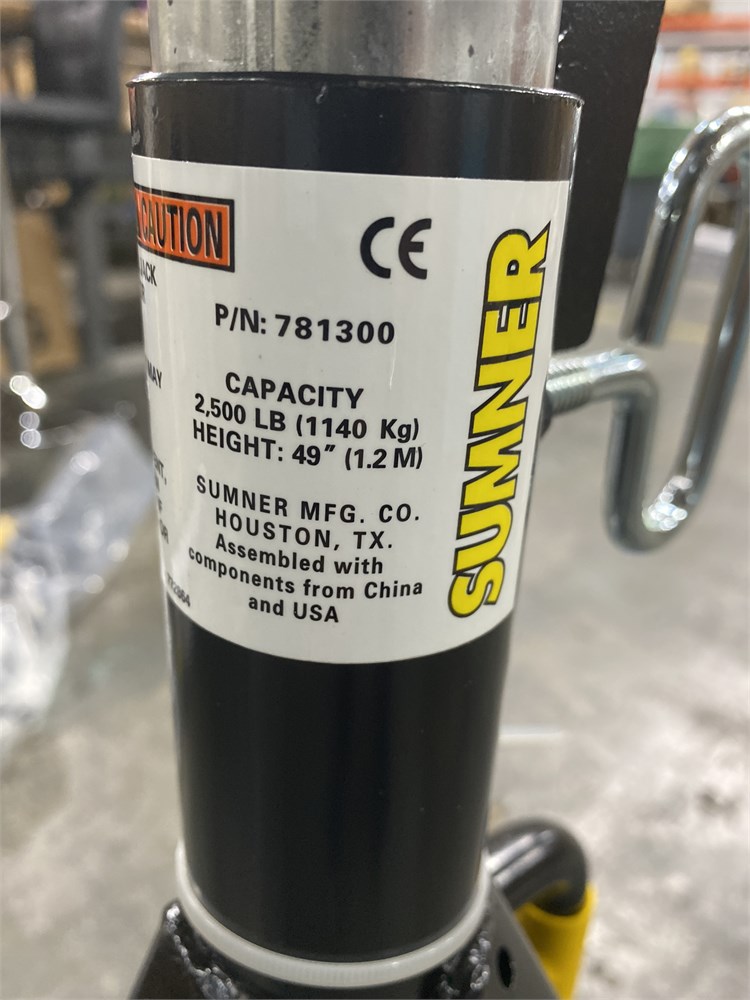 CAUTION
CE
P/N: 781300
CAPACITY
2,500 LB (1140 Kg)
HEIGHT: 49" (1.2 M)
SUMNER MFG. CO.
HOUSTON, TX.
Assembled with
components from China
and USA
SUMNER